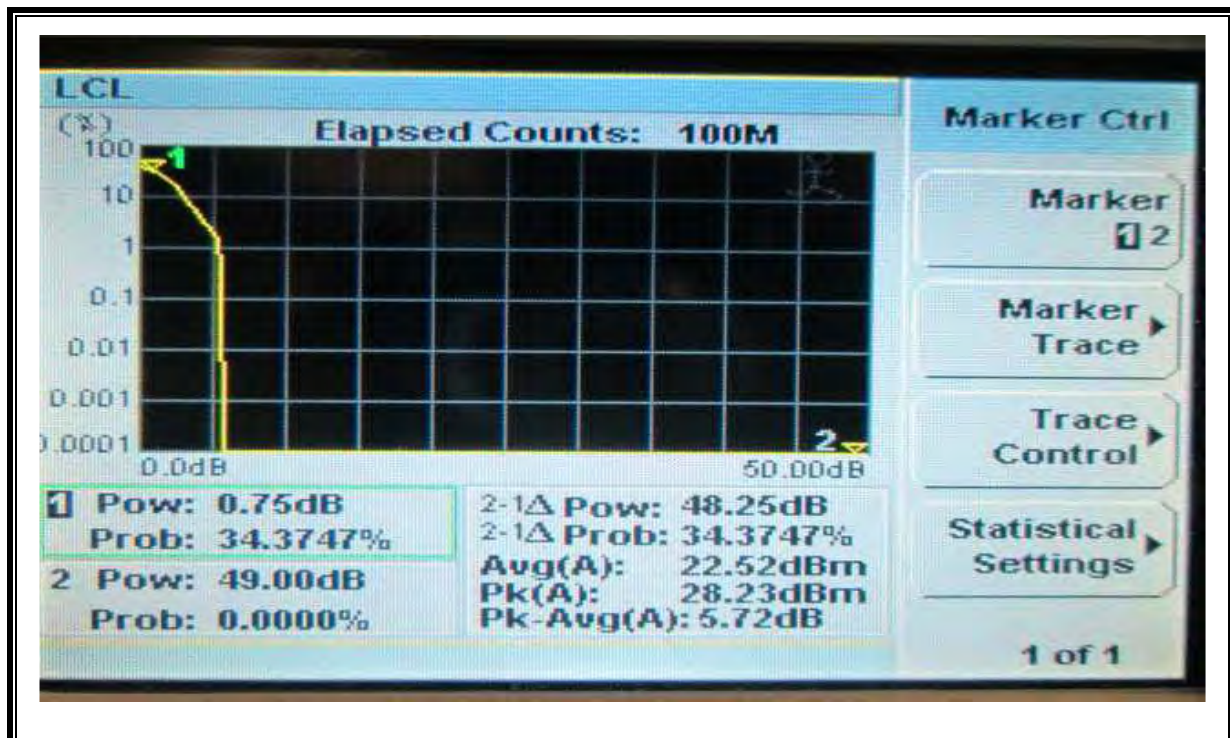 LCL
Marker Ctrl
(%)
Elapsed Counts: 100M
100
1
10
1
0.1
0.01
0.001
0.0001
2
0.0dB
50.00dB
1 Pow: 0.75dB
Prob: 34.3747%
2 Pow: 49.00dB
Prob: 0.0000%
2-1Δ Pow: 48.25dB
2-1Δ Prob: 34.3747%
Avg(A): 22.52dBm
Pk(A): 28.23dBm
Pk-Avg(A): 5.72dB
Marker
1 2
Marker
Trace
Trace
Control
Statistical
Settings
1 of 1